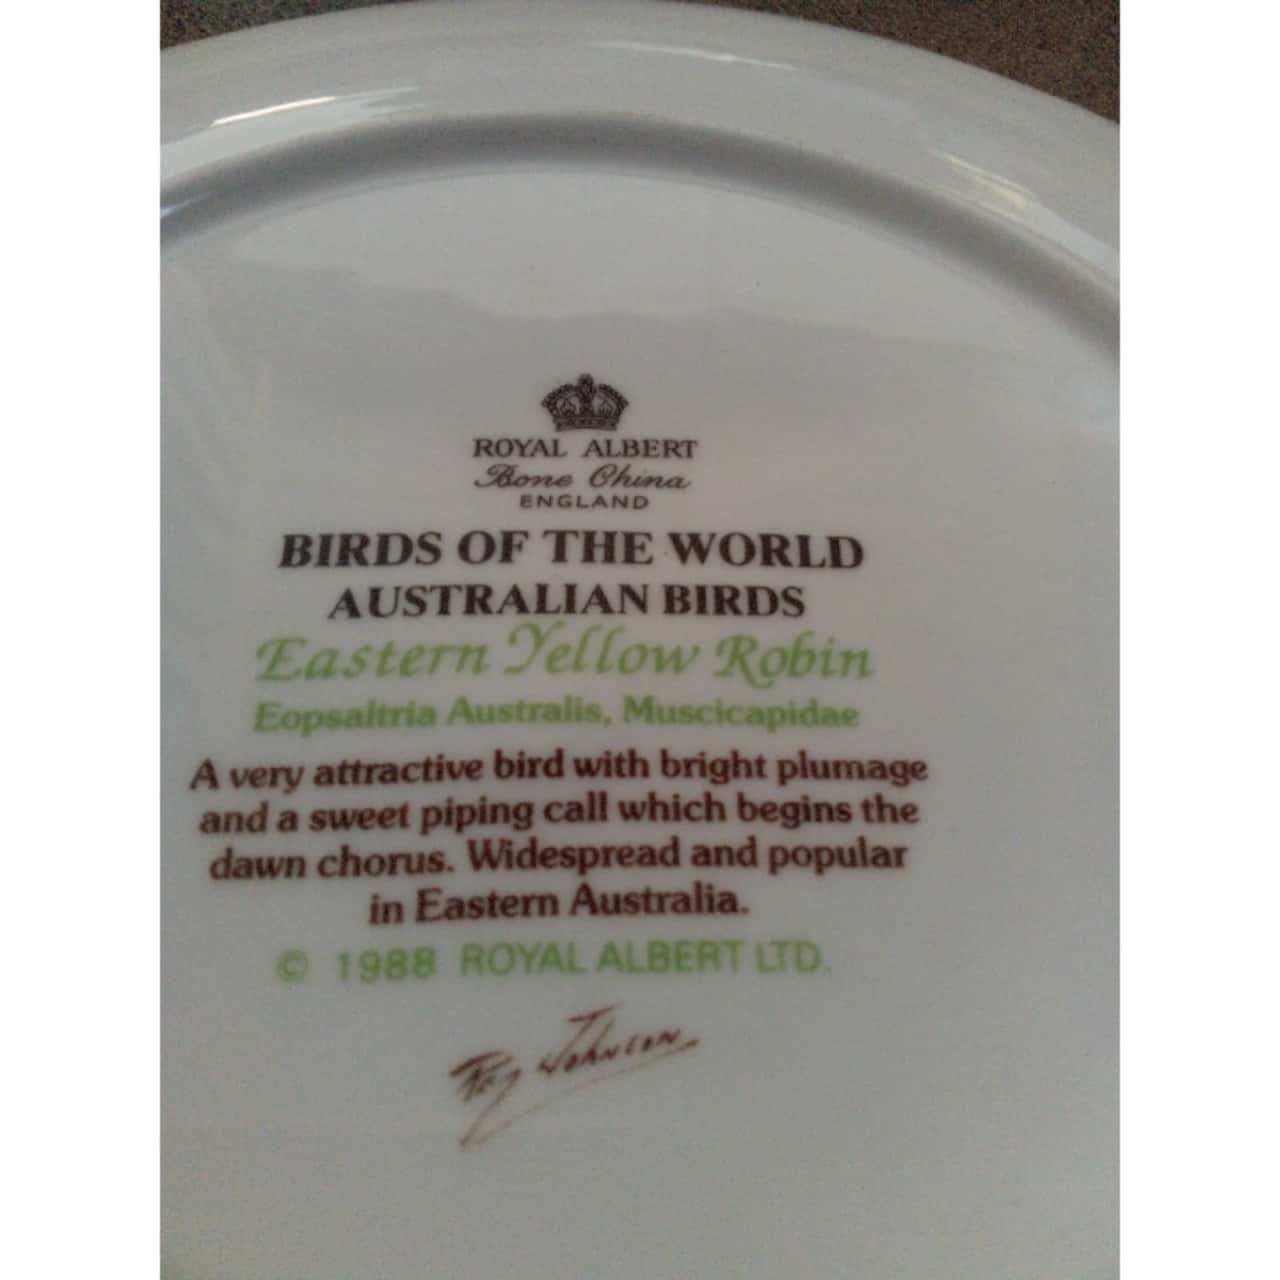 ROYAL ALBERT
Bone China
ENGLAND
BIRDS OF THE WORLD
AUSTRALIAN BIRDS
Eastern Yellow Robin
Eopsaltria Australis, Muscicapidae
A very attractive bird with bright plumage
and a sweet piping call which begins the
dawn chorus. Widespread and popular
in Eastern Australia.
© 1988 ROYAL ALBERT LTD.
Johnson